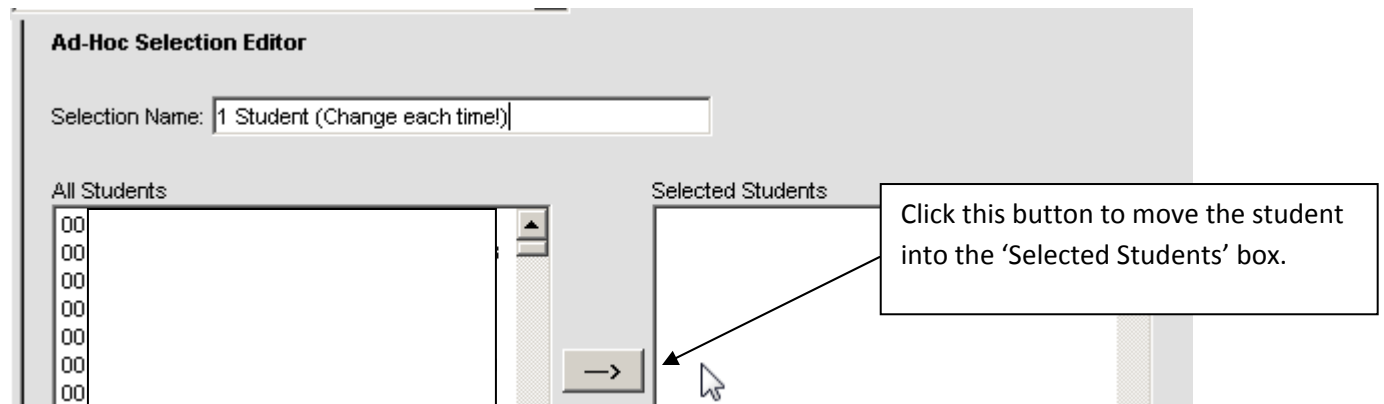 Ad-Hoc Selection Editor
Selection Name: 1 Student (Change each time!)
All Students
Selected Students
Click this button to move the student
into the ‘Selected Students’ box.
00
00
00
00
00
00
00
—>